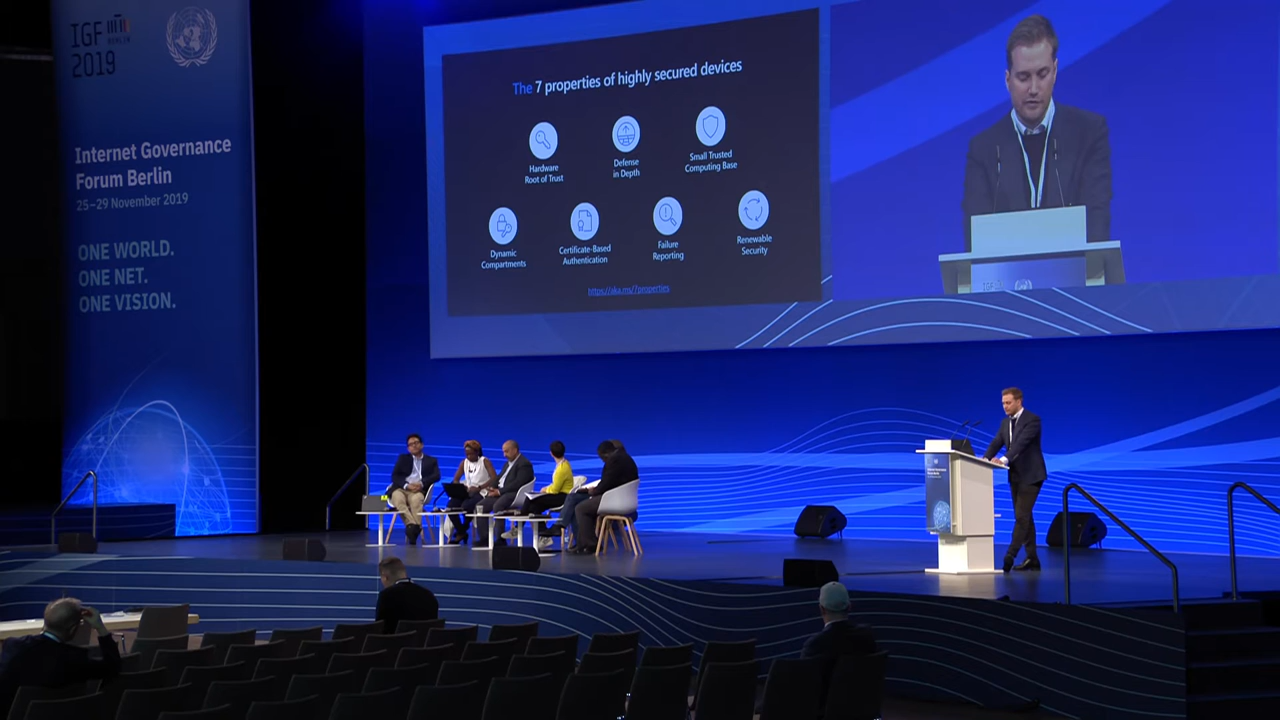 IGF
BERLIN
2019
Internet Governance
Forum Berlin
25–29 November 2019
ONE WORLD.
ONE NET.
ONE VISION.
The 7 properties of highly secured devices
Hardware
Root of Trust
Defense
in Depth
Small Trusted
Computing Base
Dynamic
Compartments
Certificate-Based
Authentication
Failure
Reporting
Renewable
Security
https://aka.ms/7properties